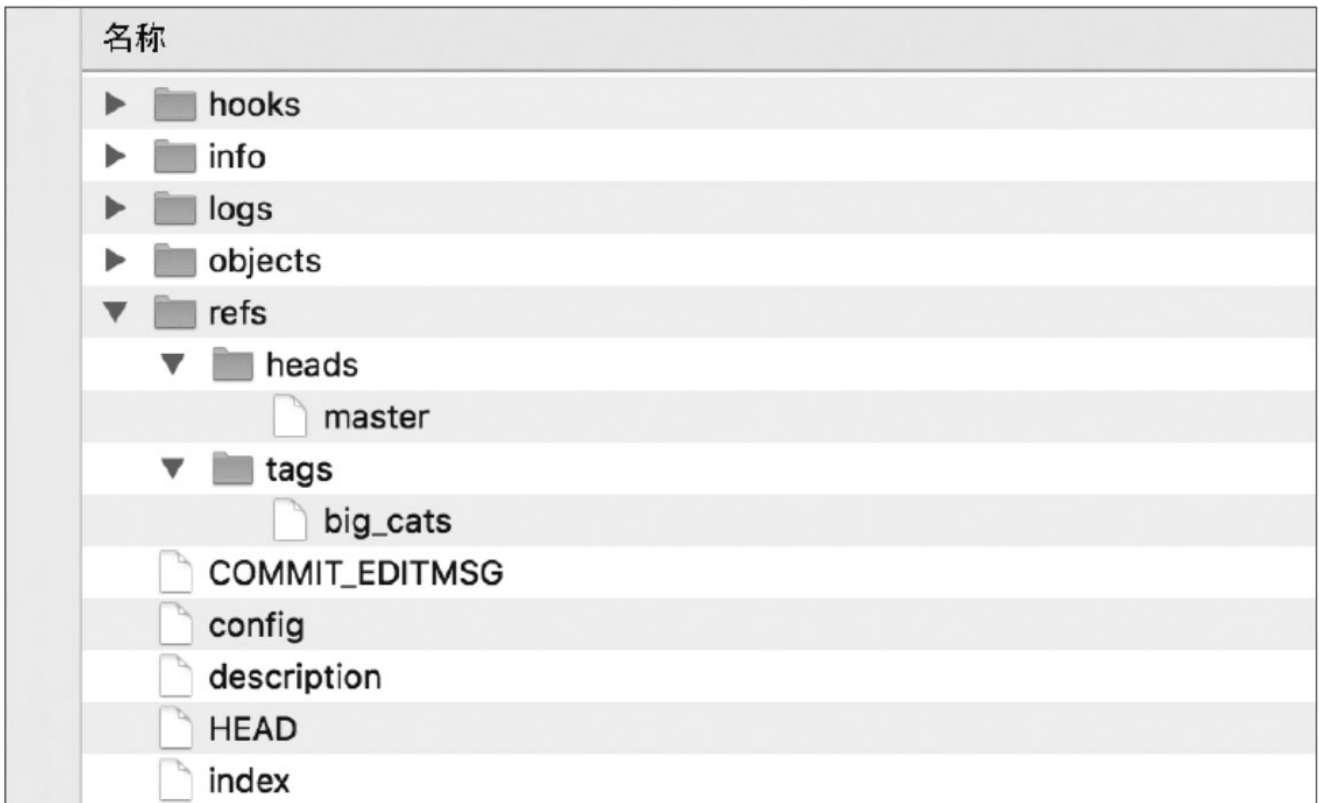 名称
hooks
info
logs
objects
refs
heads
master
tags
big_cats
COMMIT_EDITMSG
config
description
HEAD
index